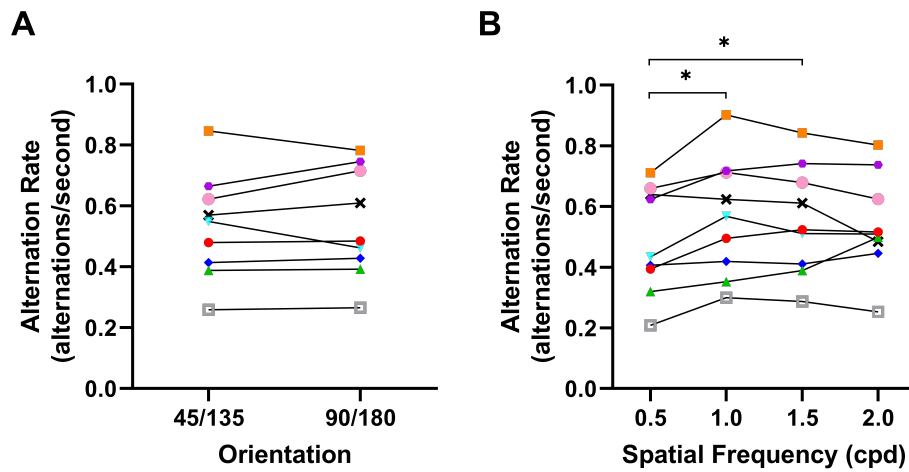 A
Alternation Rate
(alternations/second)
1.0
0.8
0.6
0.4
0.2
0.0
45/135
90/180
Orientation
B
Alternation Rate
(alternations/second)
1.0
0.8
0.6
0.4
0.2
0.0
*
*
0.5
1.0
1.5
2.0
Spatial Frequency (cpd)